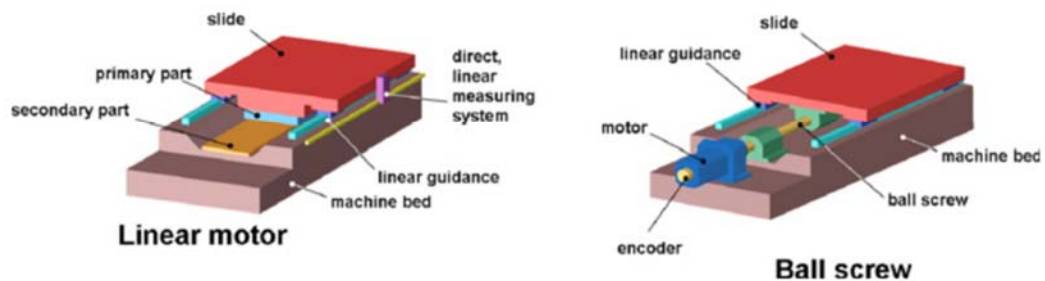 slide
primary part
secondary part
direct,
linear
measuring
system
linear guidance
machine bed
Linear motor
slide
linear guidance
motor
machine bed
ball screw
encoder
Ball screw